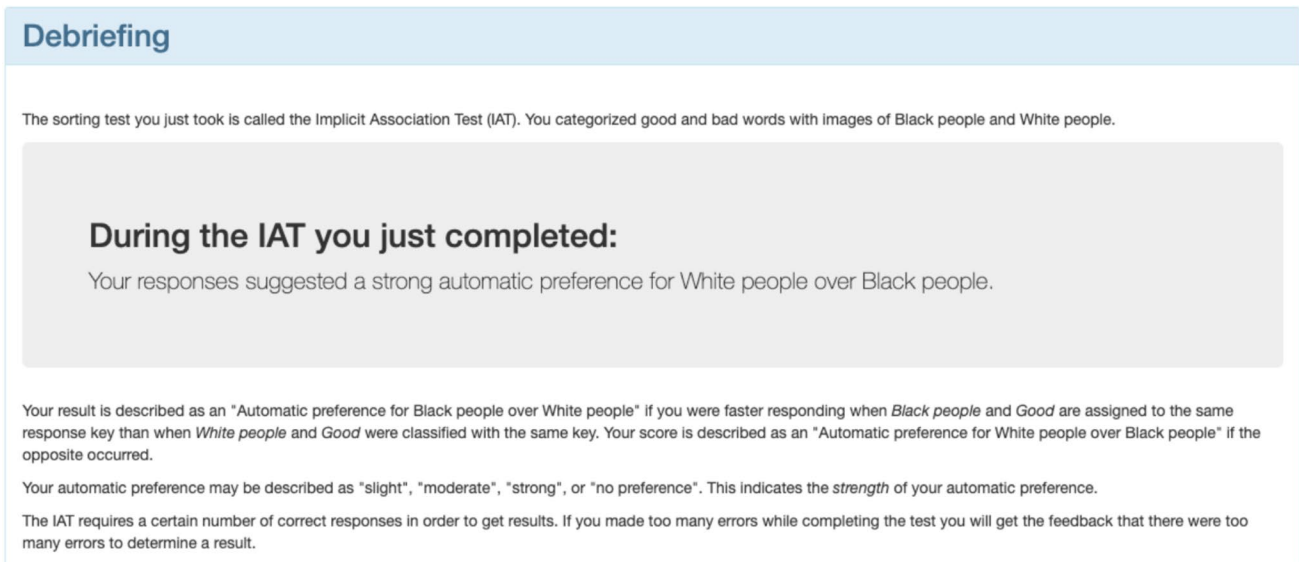 Debriefing
The sorting test you just took is called the Implicit Association Test (IAT). You categorized good and bad words with images of Black people and White people.
During the IAT you just completed:
Your responses suggested a strong automatic preference for White people over Black people.
Your result is described as an "Automatic preference for Black people over White people" if you were faster responding when Black people and Good are assigned to the same
response key than when White people and Good were classified with the same key. Your score is described as an "Automatic preference for White people over Black people" if the
opposite occurred.
Your automatic preference may be described as "slight", "moderate", "strong", or "no preference". This indicates the strength of your automatic preference.
The IAT requires a certain number of correct responses in order to get results. If you made too many errors while completing the test you will get the feedback that there were too
many errors to determine a result.